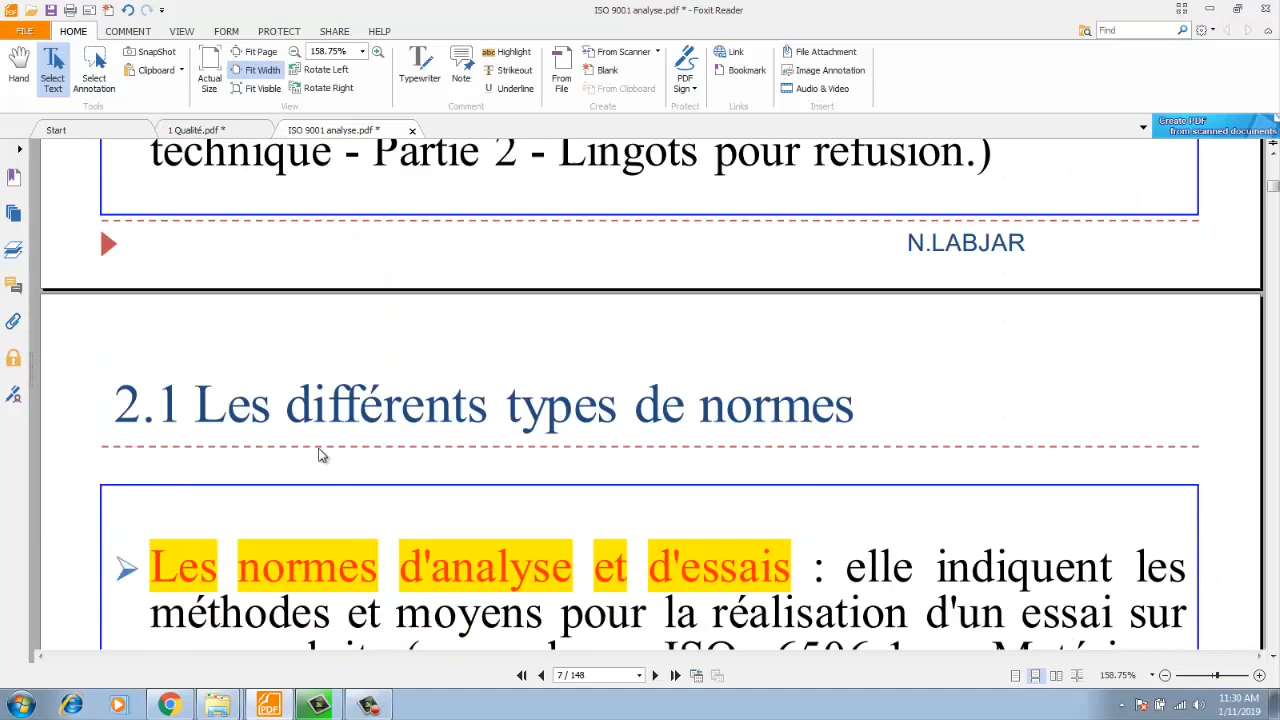 ISO 9001 analyse.pdf * - Foxit Reader
FILE HOME COMMENT VIEW FORM PROTECT SHARE HELP
Find
Hand
Select Text
Select Annotation
SnapShot
Clipboard
Tools
Actual Size
Fit Page
Fit Width
Fit Visible
158.75%
Rotate Left
Rotate Right
View
Typewriter
Note
Highlight
Strikeout
Underline
Comment
From File
From Scanner
Blank
From Clipboard
Create
PDF Sign
Protect
Link
Bookmark
Links
File Attachment
Image Annotation
Audio & Video
Insert
Start
1 Qualité.pdf *
ISO 9001 analyse.pdf *
Create PDF
from scanned documents
technique - Partie 2 - Lingots pour refusion.)
N.LABJAR
2.1 Les différents types de normes
Les normes d'analyse et d'essais : elle indiquent les
méthodes et moyens pour la réalisation d'un essai sur
7 / 148
158.75%
11:30 AM
1/11/2019